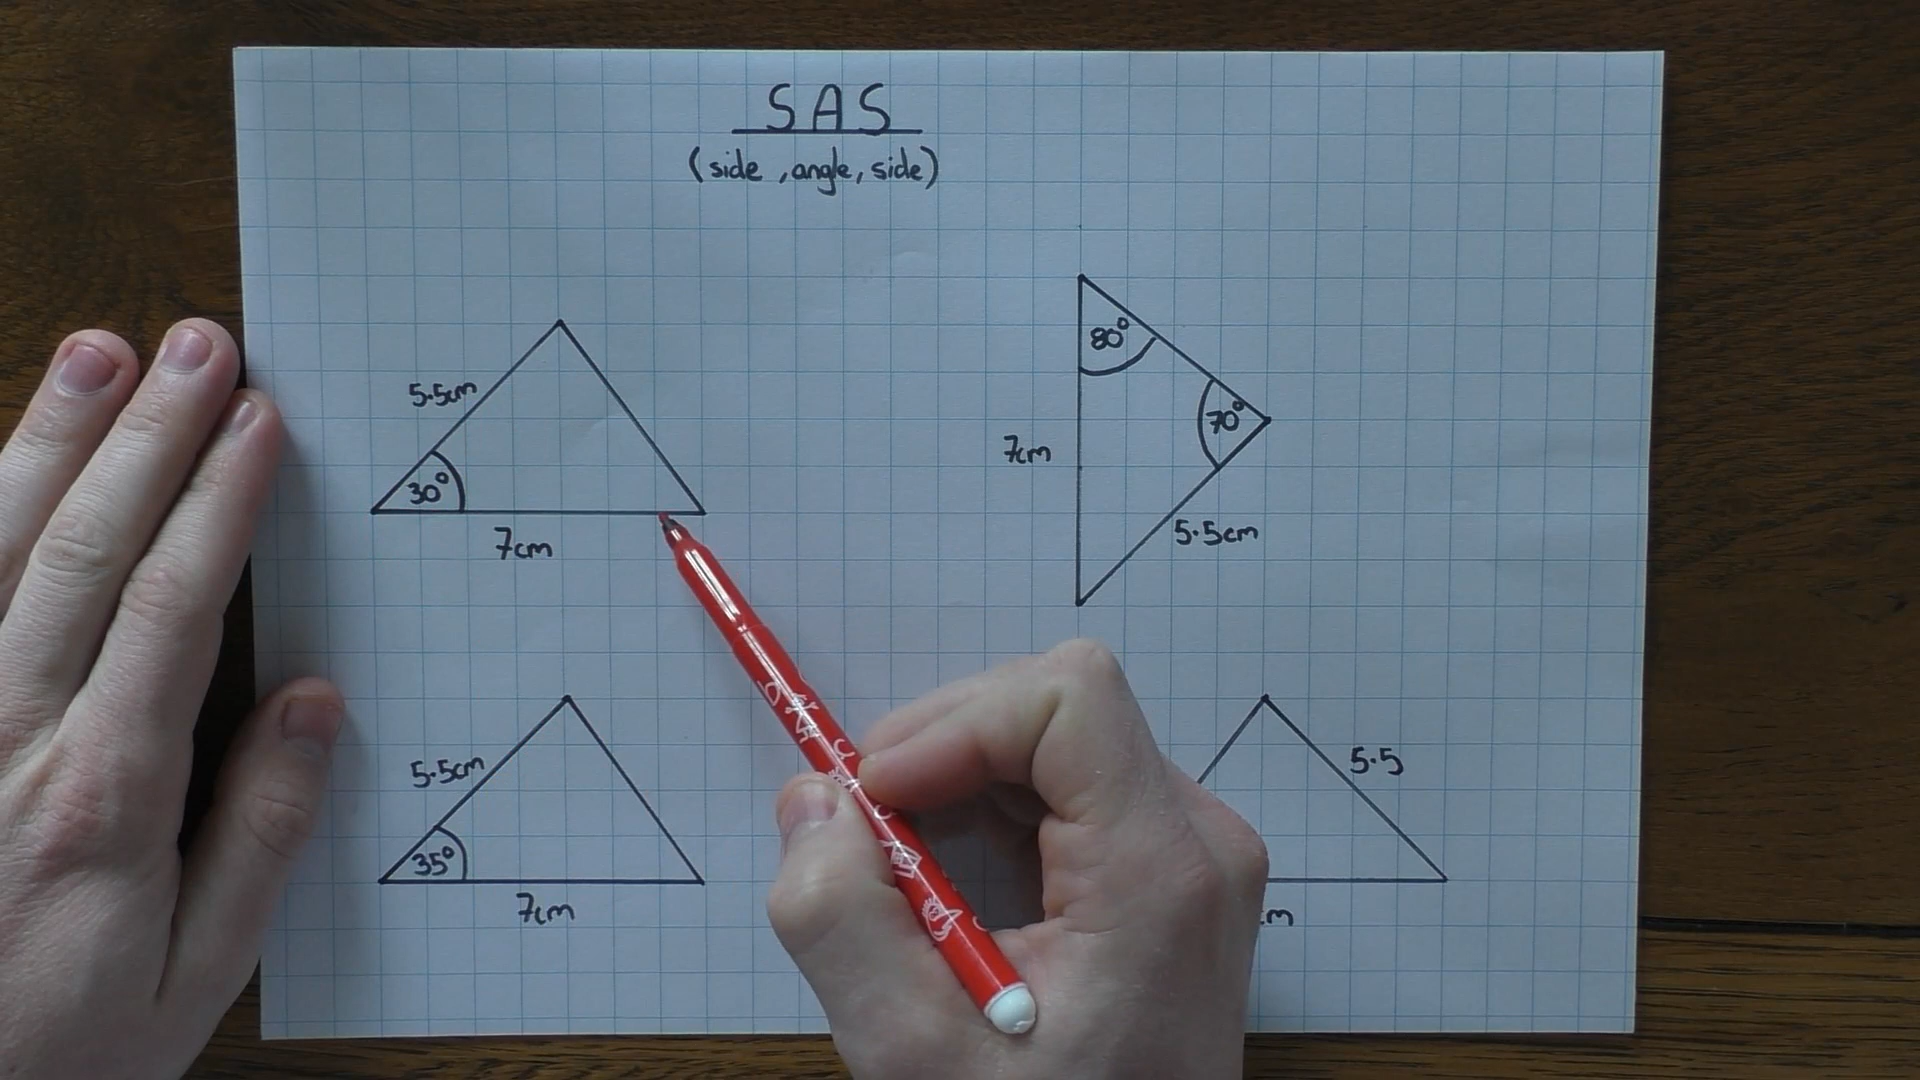 SAS
(side, angle, side)
5.5cm
30°
7cm
80°
70°
7cm
5.5cm
5.5cm
35°
7cm
5.5